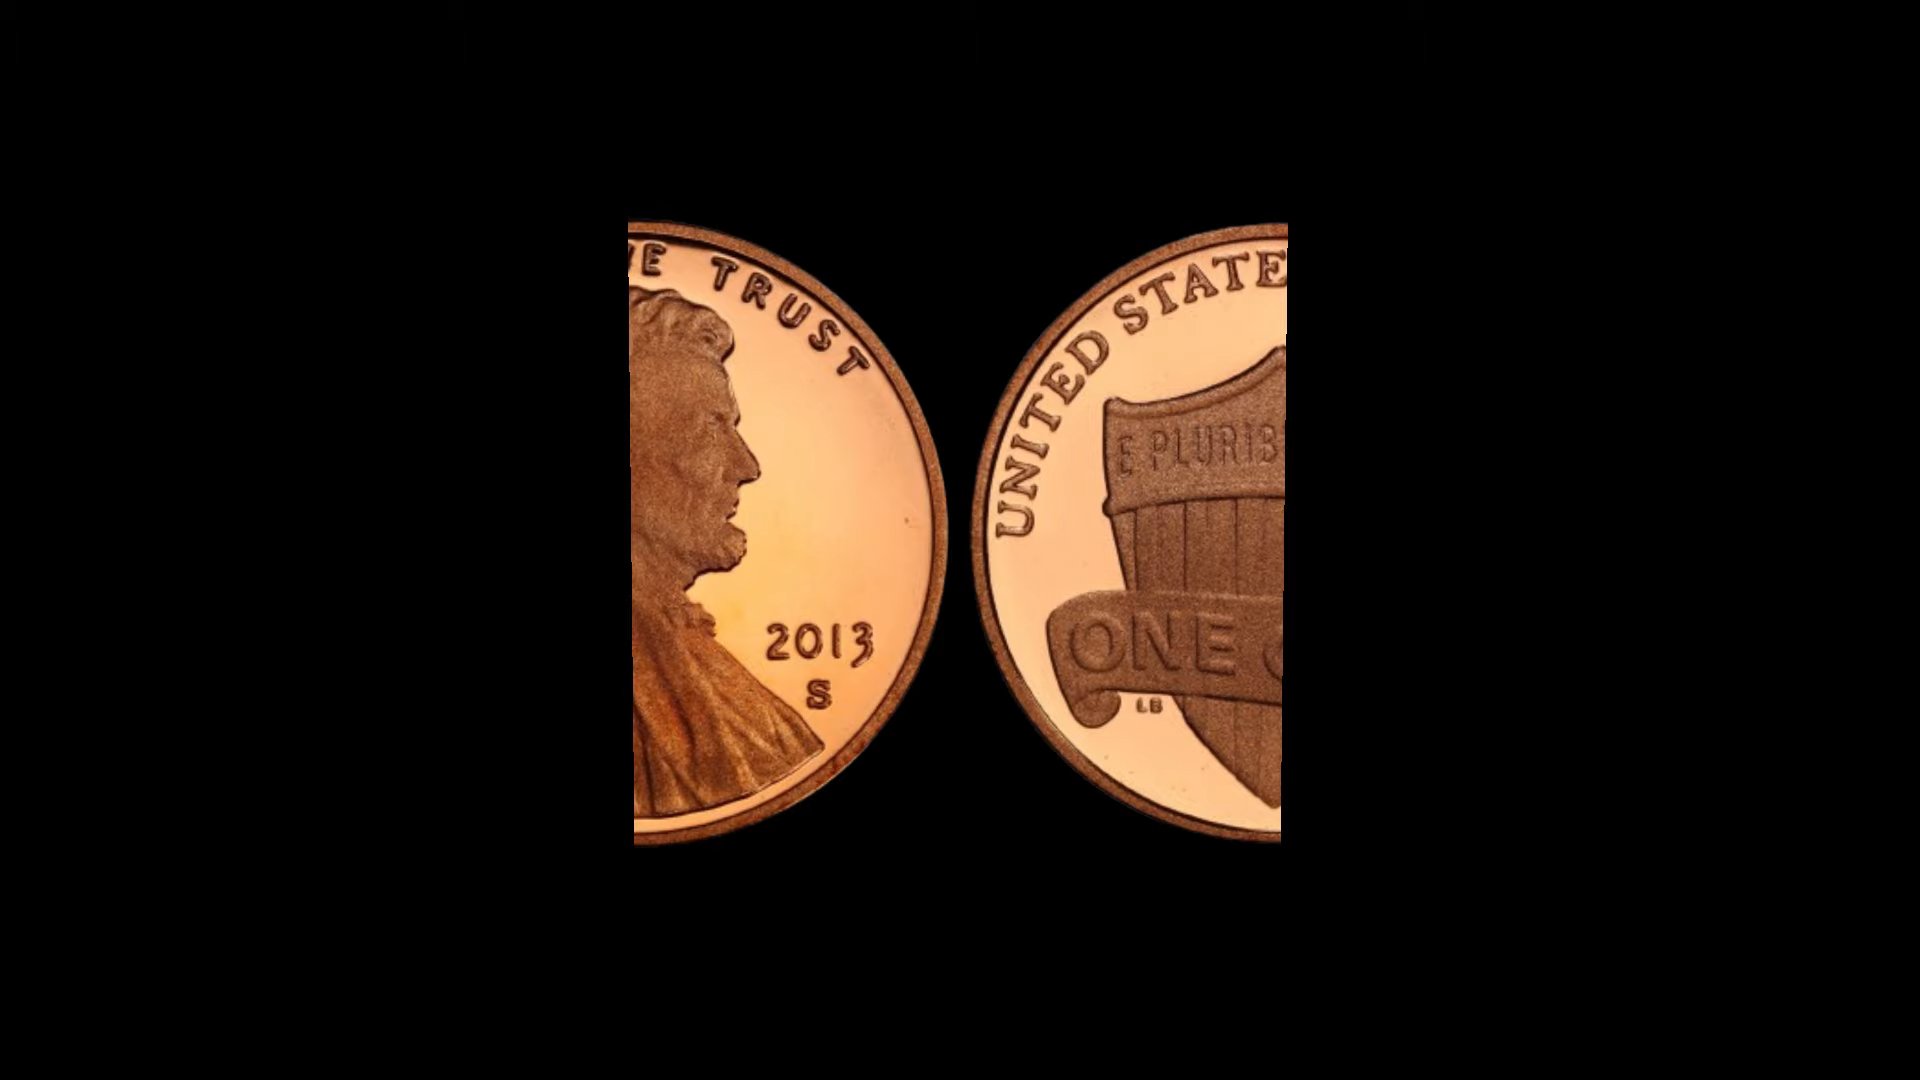 E TRUST
2013
S
UNITED STATE
E PLURIB
ONE
LB